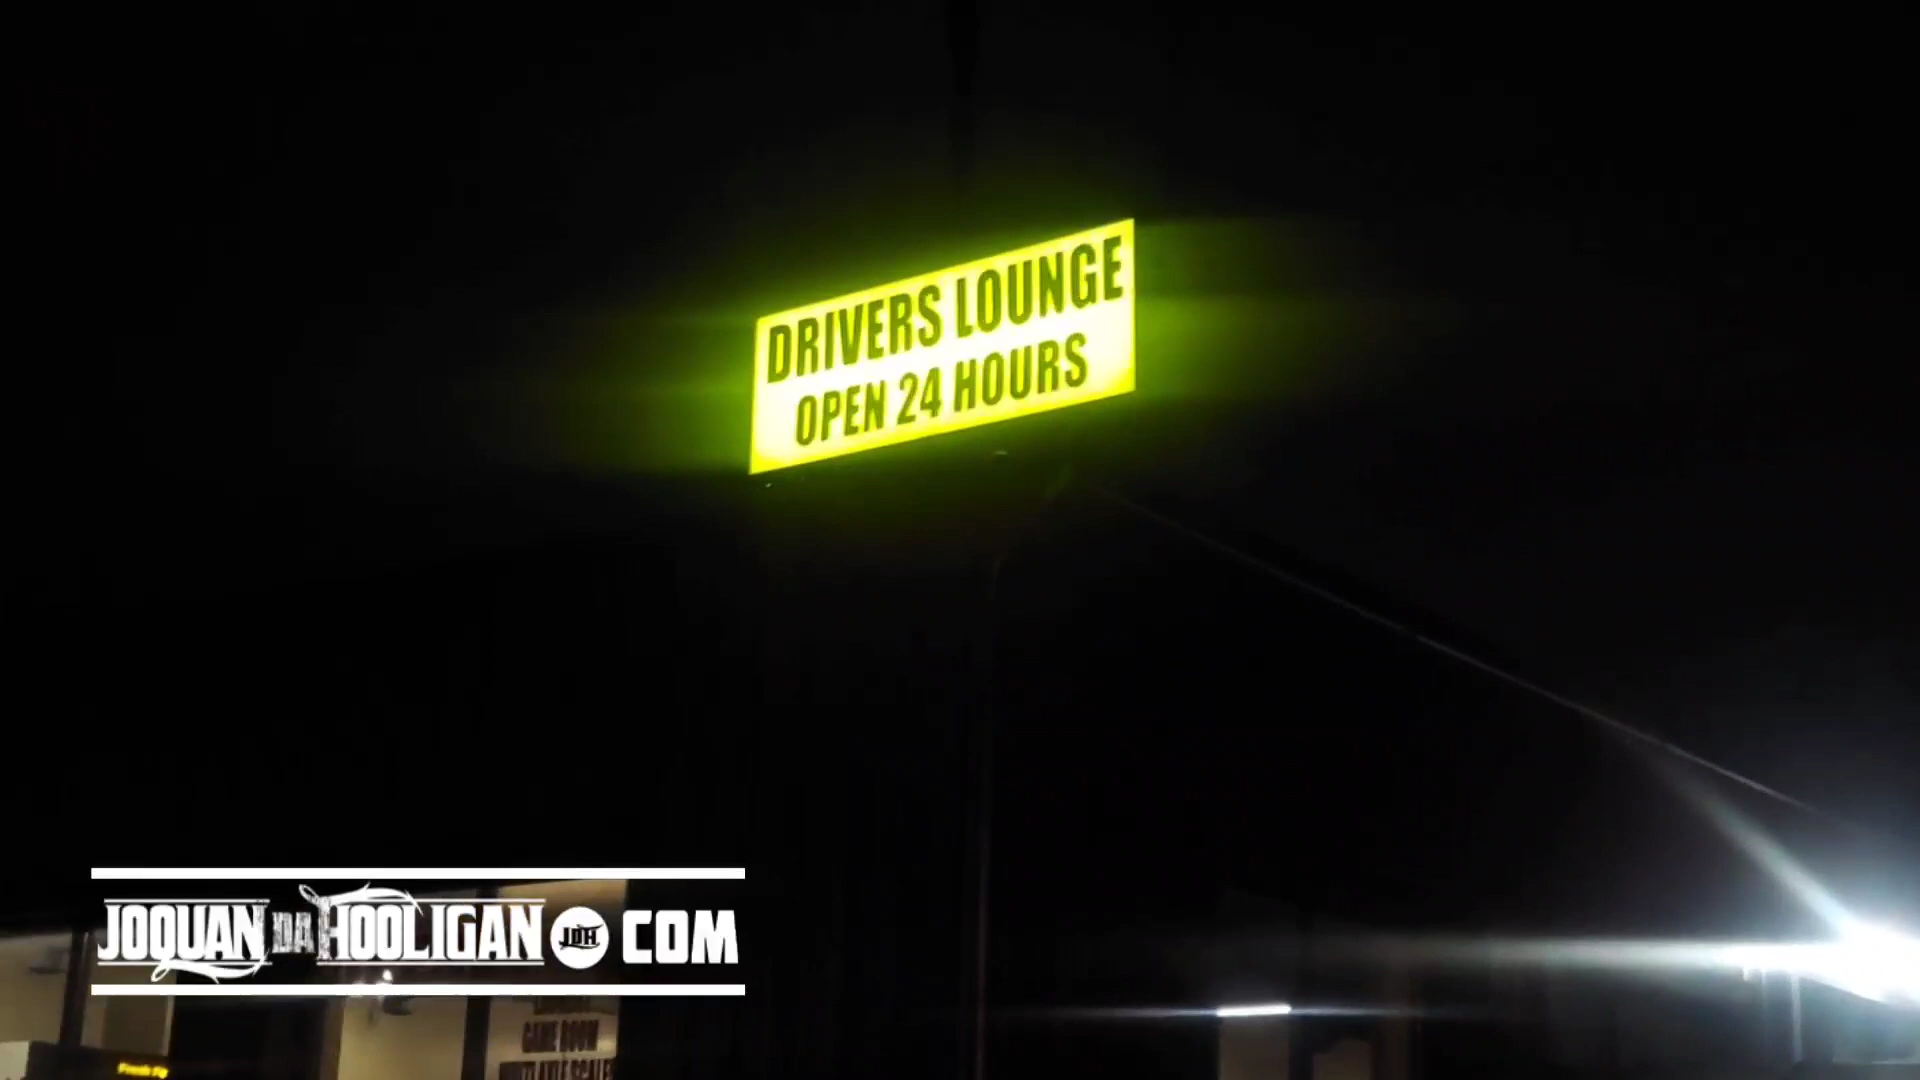 DRIVERS LOUNGE
OPEN 24 HOURS
JOQUAN DA HOOLIGAN JDH COM
GAME ROOM